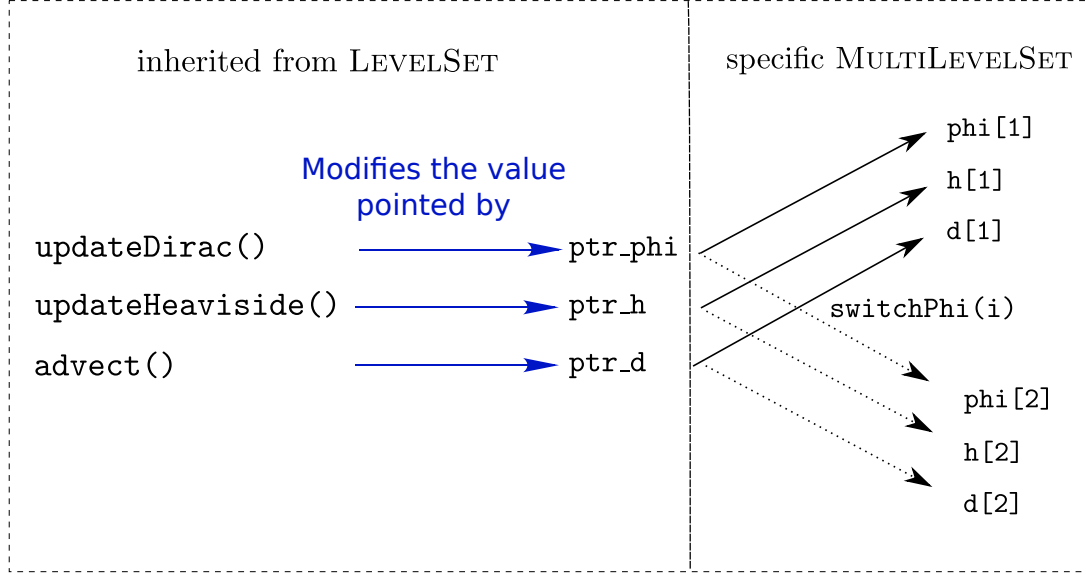 inherited from LEVELSET
specific MULTILEVELSET
Modifies the value
pointed by
updateDirac()
ptr_phi
updateHeaviside()
ptr_h
advect()
ptr_d
phi[1]
h[1]
d[1]
switchPhi(i)
phi[2]
h[2]
d[2]